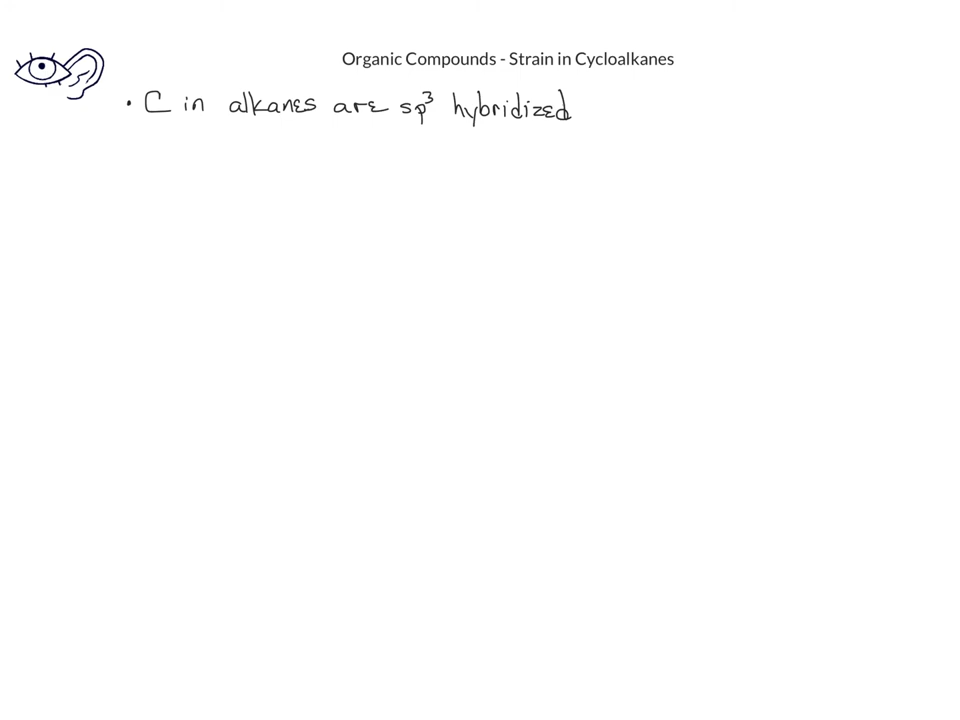 Organic Compounds - Strain in Cycloalkanes
• C in alkanes are sp³ hybridized